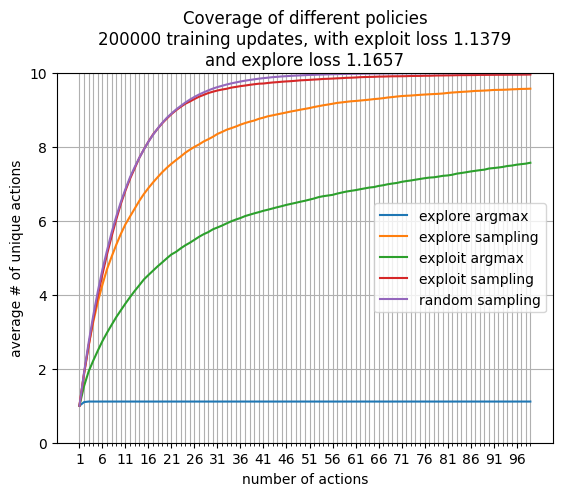 Coverage of different policies
200000 training updates, with exploit loss 1.1379
and explore loss 1.1657
average # of unique actions
10
8
6
4
2
0
explore argmax
explore sampling
exploit argmax
exploit sampling
random sampling
1 6 11 16 21 26 31 36 41 46 51 56 61 66 71 76 81 86 91 96
number of actions